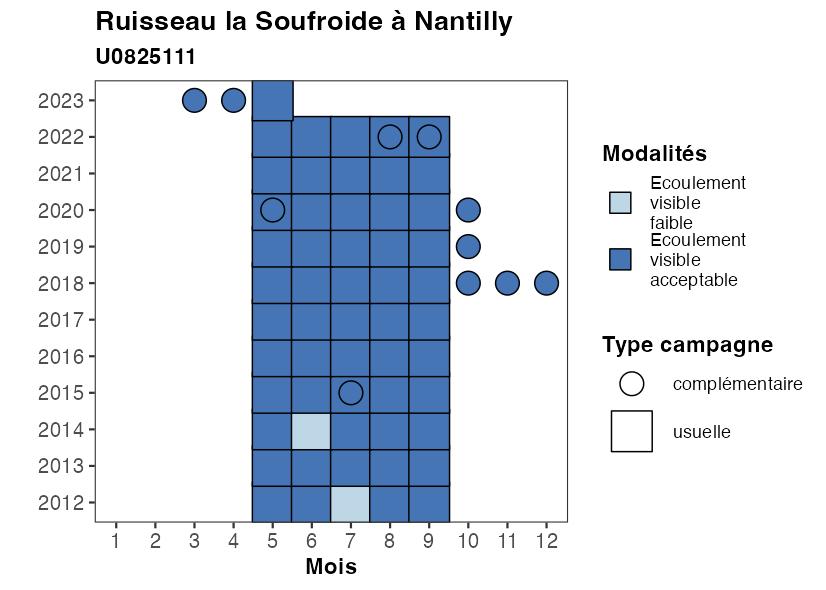 Ruisseau la Soufroide à Nantilly
U0825111
2023
2022
2021
2020
2019
2018
2017
2016
2015
2014
2013
2012
1 2 3 4 5 6 7 8 9 10 11 12
Mois
Modalités
Ecoulement
visible
faible
Ecoulement
visible
acceptable
Type campagne
complémentaire
usuelle